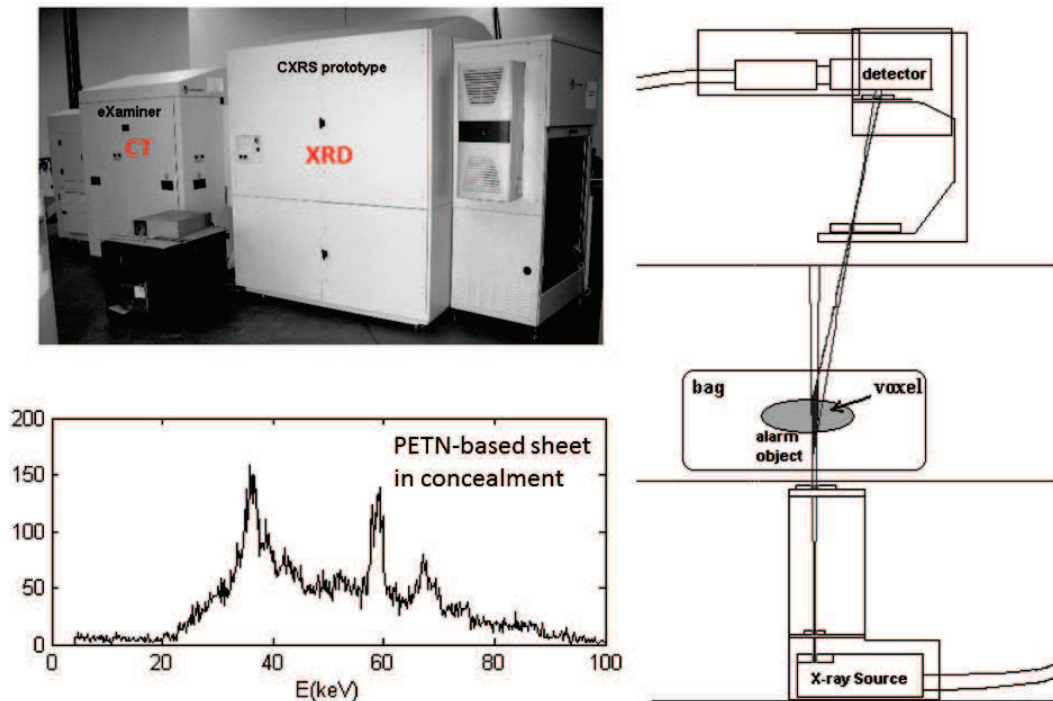 eXaminer
CT
CXRS prototype
XRD
PETN-based sheet
in concealment
200
150
100
50
0
0 20 40 60 80 100
E(keV)
detector
bag
voxel
alarm
object
X-ray Source